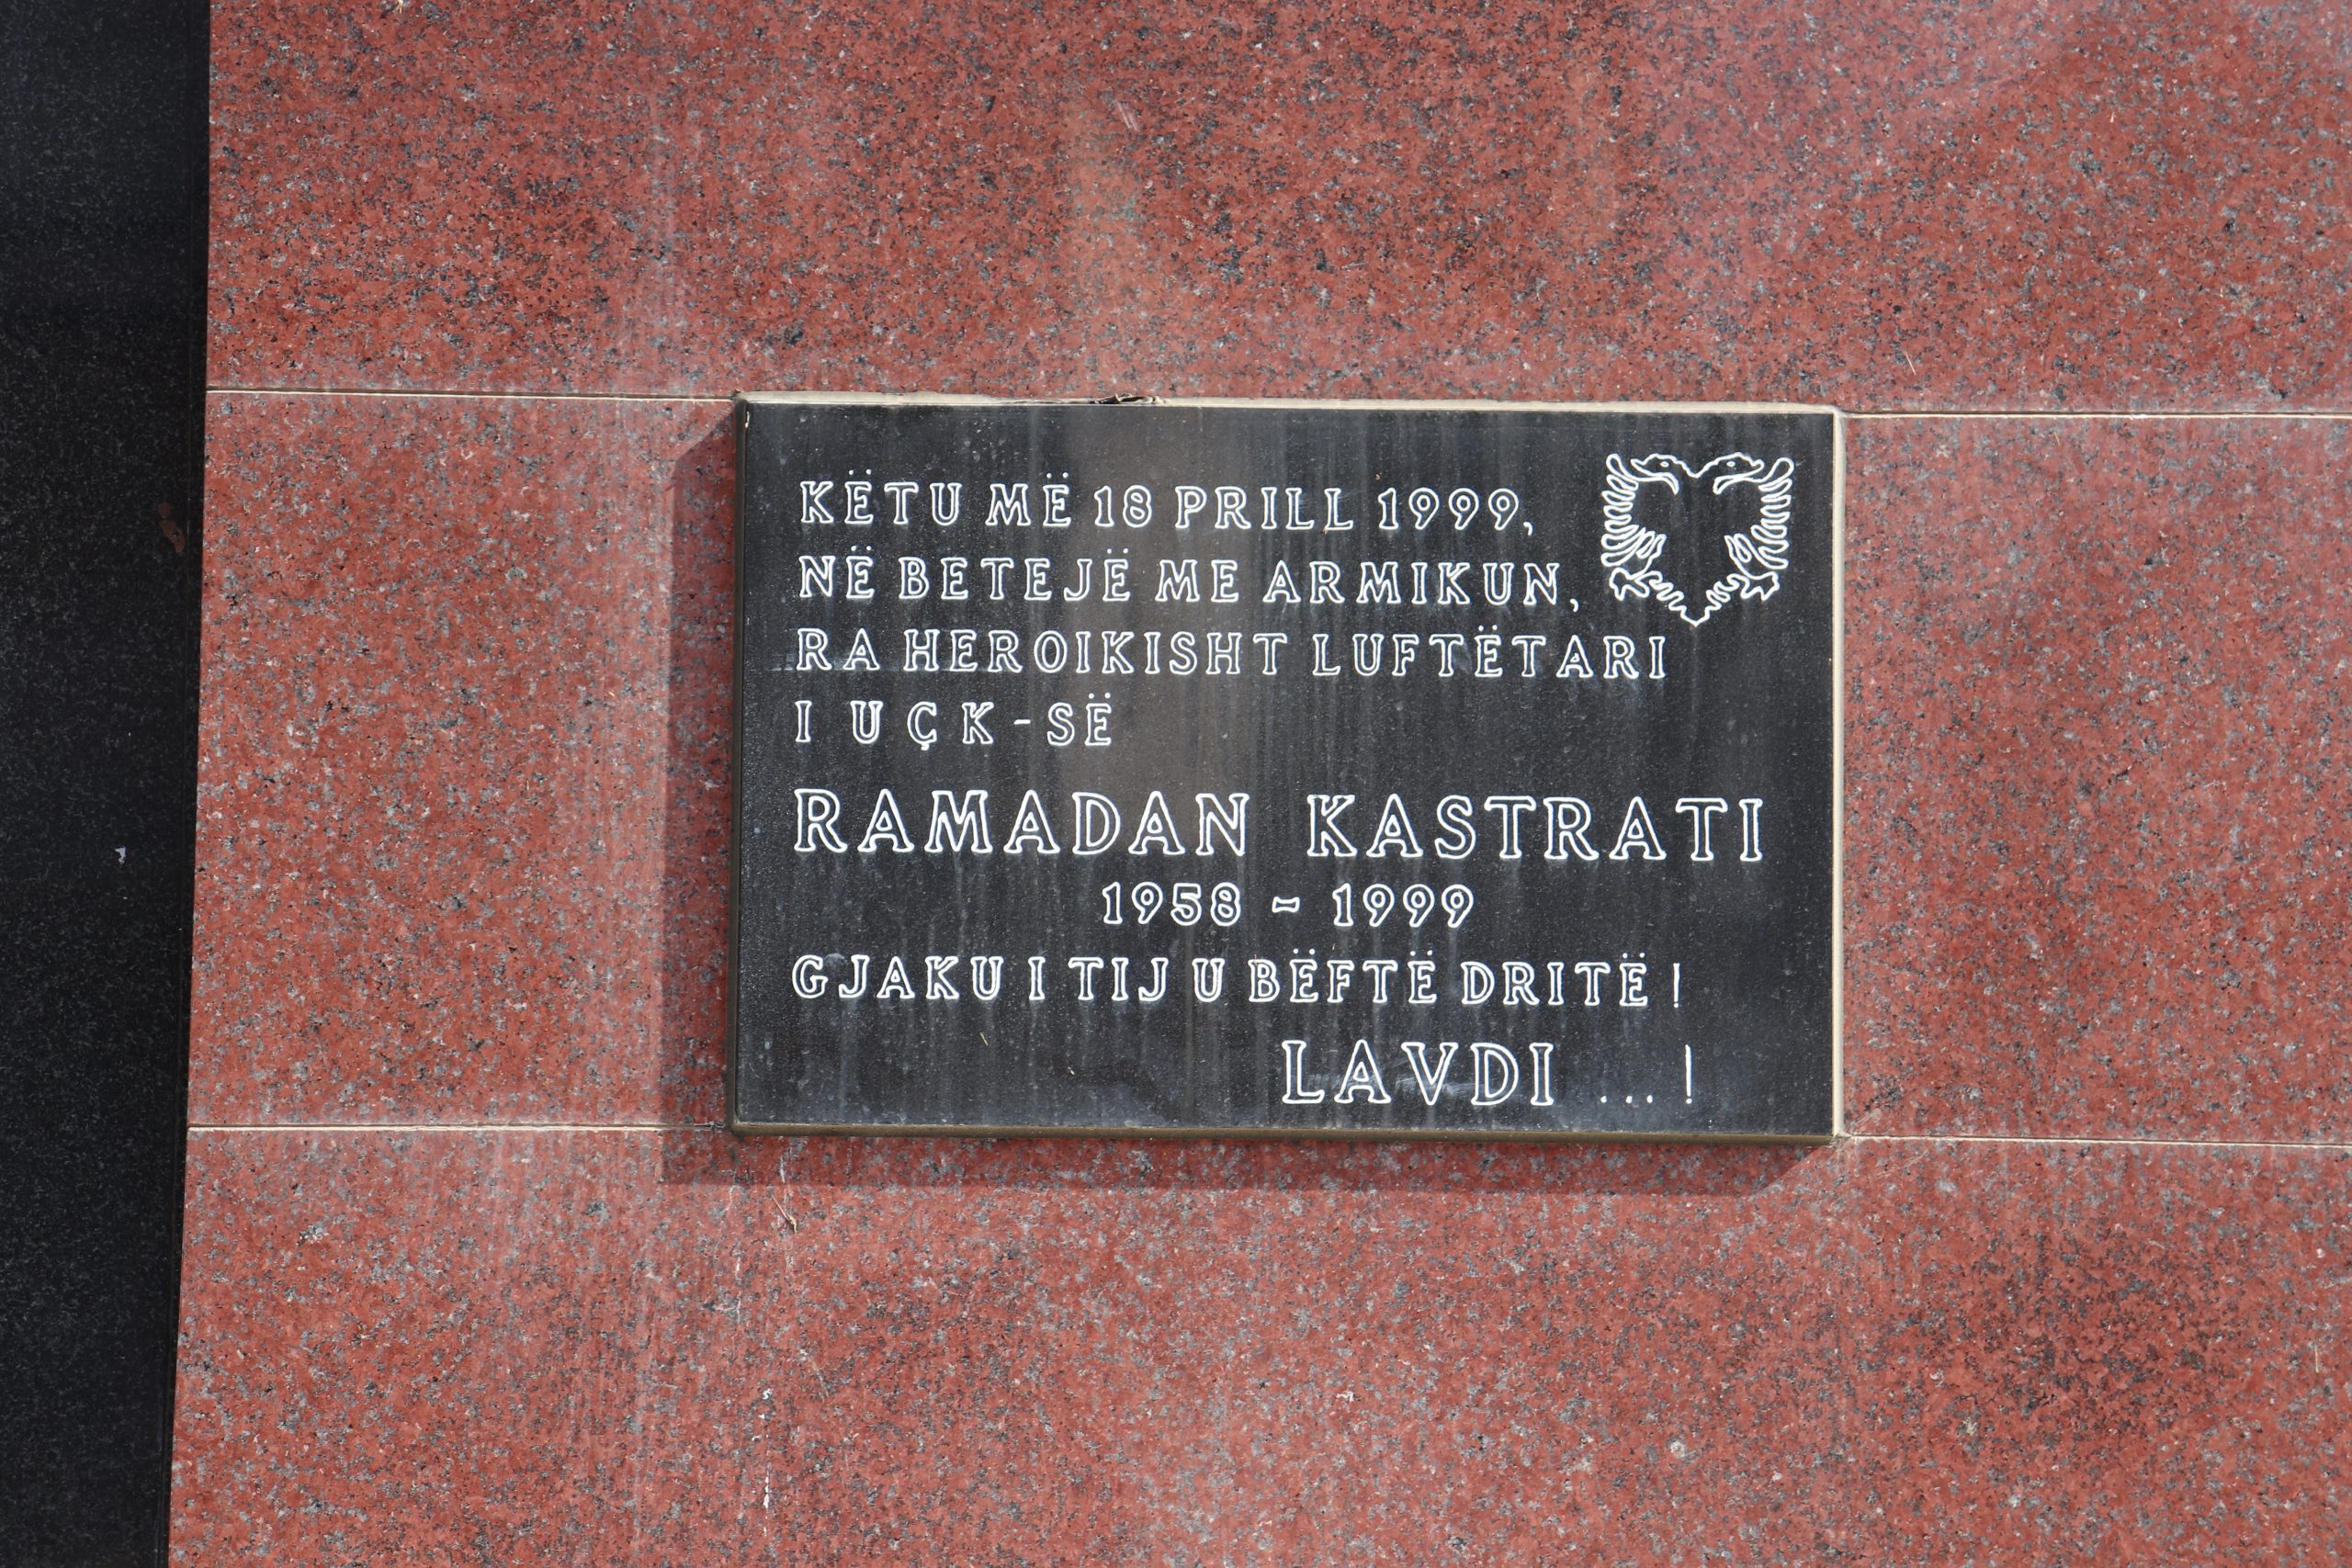 KËTU MË 18 PRILL 1999,
NË BETEJË ME ARMIKUN,
RA HEROIKISHT LUFTËTARI
I UÇK-SË
RAMADAN KASTRATI
1958 - 1999
GJAKU I TIJ U BËFTË DRITË!
LAVDI ...!